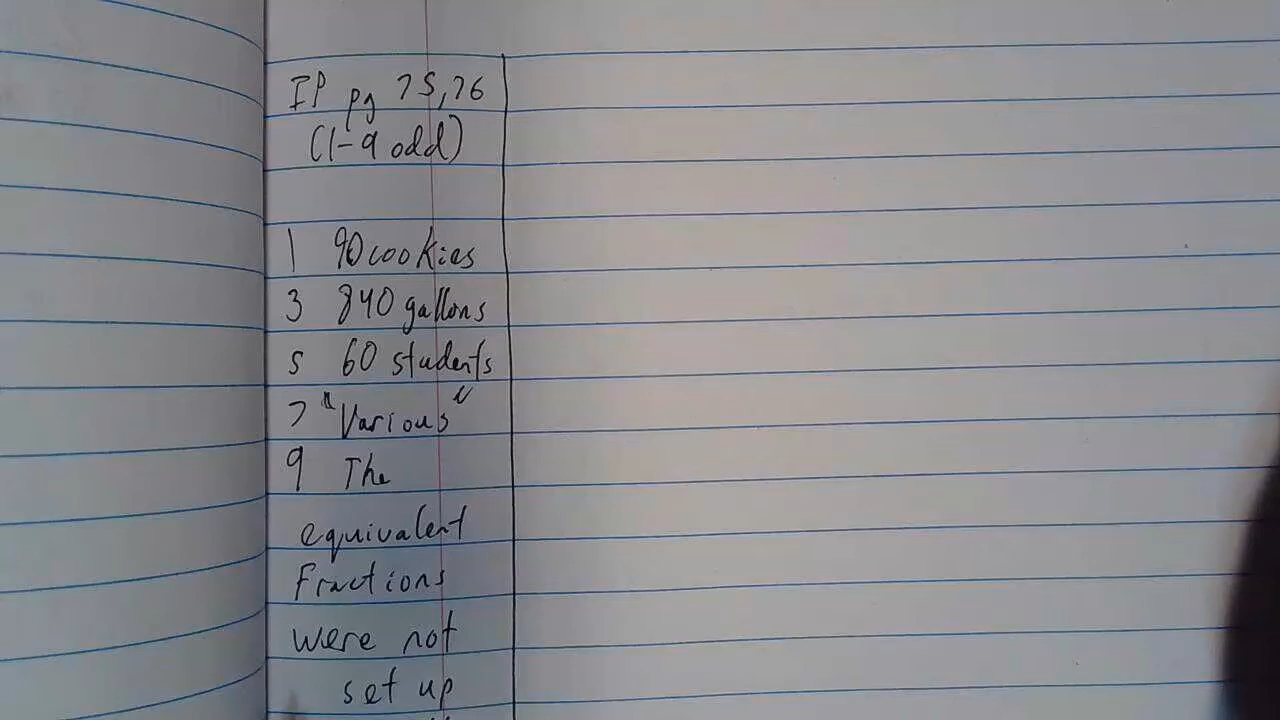 IP pg 75,76
(1-9 odd)
1 90 cookies
3 840 gallons
5 60 students
7 "Various"
9 The
equivalent
fractions
were not
set up